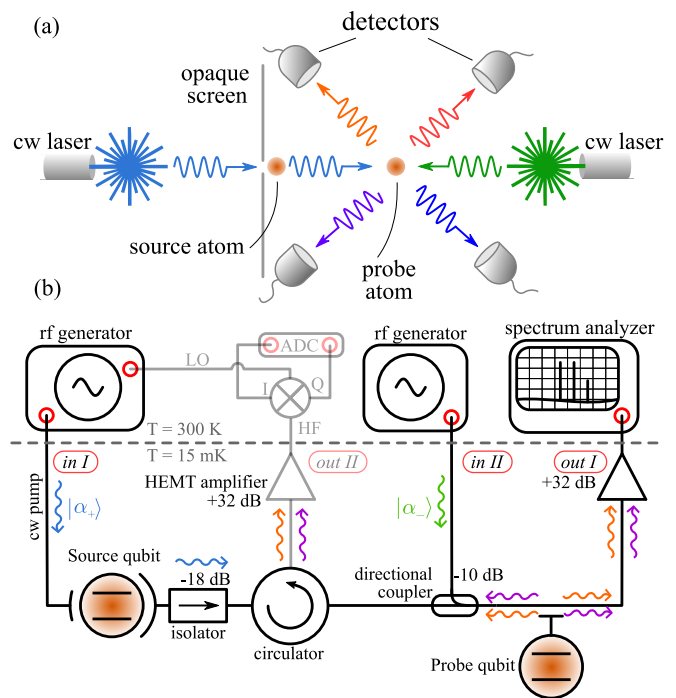 (a)
detectors
opaque
screen
cw laser
cw laser
source atom
probe
atom
(b)
rf generator
rf generator
spectrum analyzer
LO
ADC
I
Q
HF
T = 300 K
T = 15 mK
in I
out II
in II
out I
HEMT amplifier
+32 dB
+32 dB
cw pump
|α₊⟩
|α₋⟩
Source qubit
-18 dB
isolator
circulator
directional
coupler
-10 dB
Probe qubit